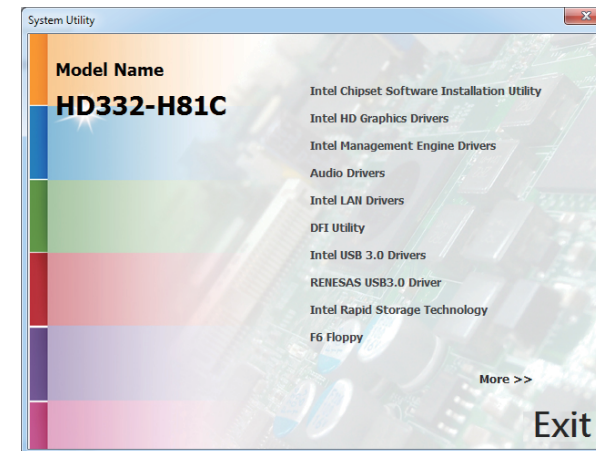 System Utility
Model Name
HD332-H81C
Intel Chipset Software Installation Utility
Intel HD Graphics Drivers
Intel Management Engine Drivers
Audio Drivers
Intel LAN Drivers
DFI Utility
Intel USB 3.0 Drivers
RENESAS USB3.0 Driver
Intel Rapid Storage Technology
F6 Floppy
More >>
Exit